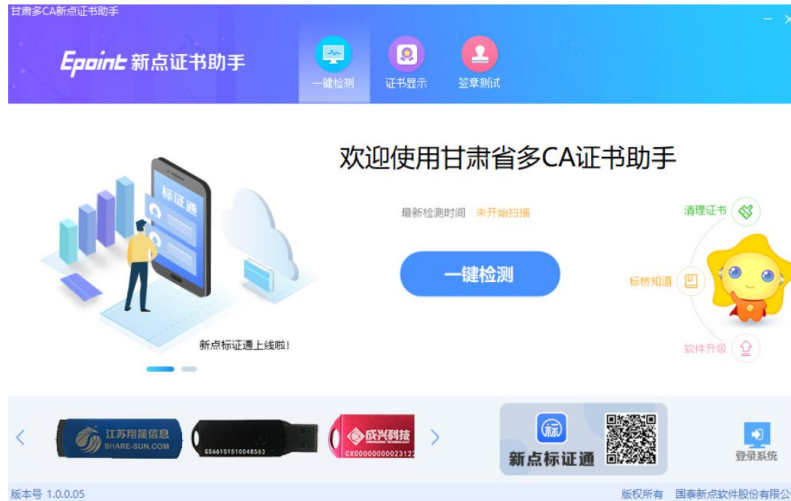 甘肃多CA新点证书助手
Epoint 新点证书助手
一键检测
证书显示
签章测试
欢迎使用甘肃省多CA证书助手
标证通
最新检测时间 未开始扫描
清理证书
一键检测
标桥知道
新点标证通上线啦!
软件升级
江苏翔晟信息
SHARE-SUN.COM
GS66101510048563
成兴科技
标
新点标证通
登录系统
版本号 1.0.0.05
版权所有 国泰新点软件股份有限公